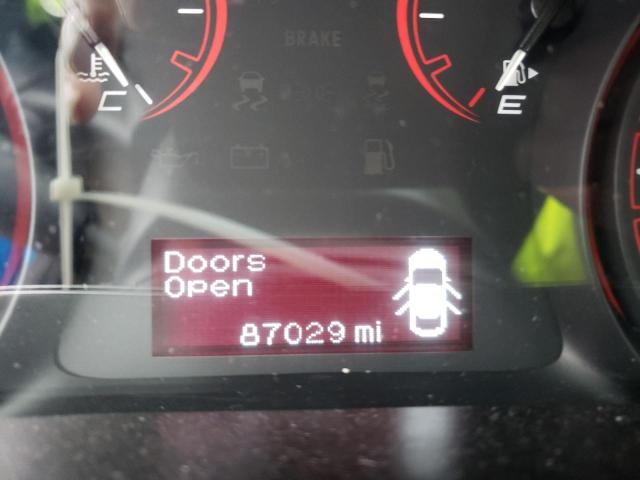 BRAKE
C
E
Doors
Open
87029 mi